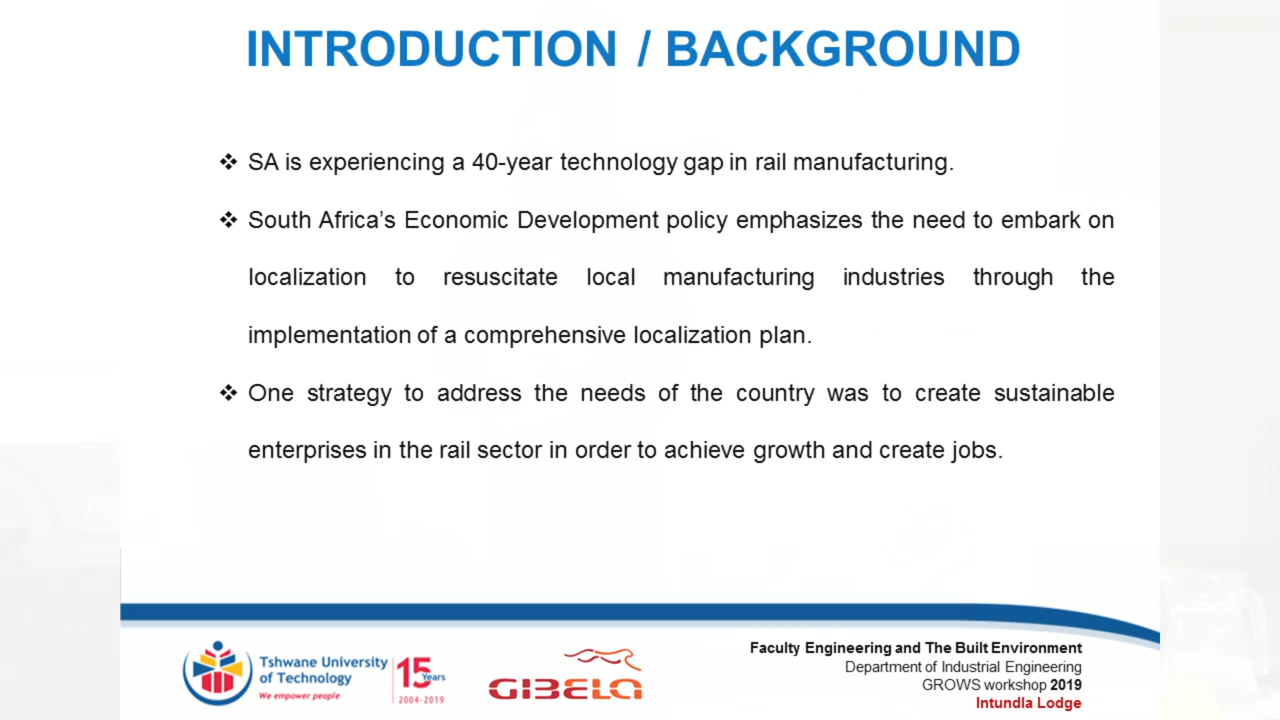 INTRODUCTION / BACKGROUND
❖ SA is experiencing a 40-year technology gap in rail manufacturing.
❖ South Africa’s Economic Development policy emphasizes the need to embark on
localization to resuscitate local manufacturing industries through the
implementation of a comprehensive localization plan.
❖ One strategy to address the needs of the country was to create sustainable
enterprises in the rail sector in order to achieve growth and create jobs.
Tshwane University
of Technology
We empower people
15 Years
2004-2019
GIBELA
Faculty Engineering and The Built Environment
Department of Industrial Engineering
GROWS workshop 2019
Intundla Lodge